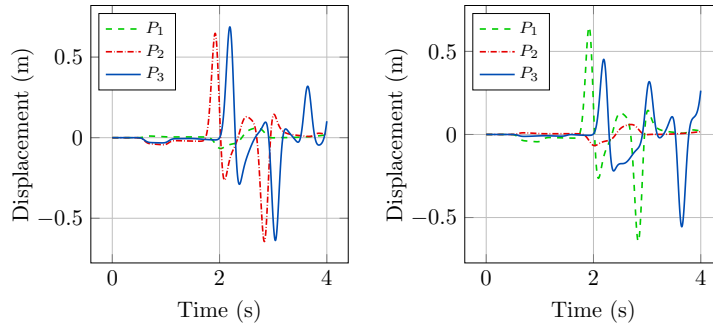 P₁
P₂
P₃
0.5
0
−0.5
Displacement (m)
0 2 4
Time (s)
P₁
P₂
P₃
0.5
0
−0.5
Displacement (m)
0 2 4
Time (s)